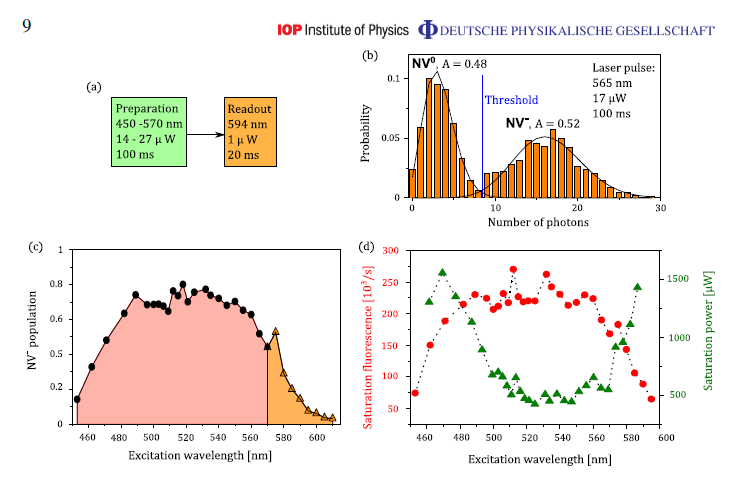 9
IOP Institute of Physics ΦDEUTSCHE PHYSIKALISCHE GESELLSCHAFT
(a)
Preparation
450 -570 nm
14 - 27 μ W
100 ms
Readout
594 nm
1 μ W
20 ms
(b)
NV⁰, A = 0.48
Laser pulse:
565 nm
17 μW
100 ms
Threshold
NV⁻, A = 0.52
Probability
0.1
0.05
0
0 10 20 30
Number of photons
(c)
NV⁻ population
1
0.8
0.6
0.5
0.2
0
460 480 500 520 540 560 580 600
Excitation wavelength [nm]
(d)
Saturation fluorescence [10³/s]
300
250
200
150
100
50
Saturation power [μW]
1500
1000
500
460 480 500 520 540 560 580 600
Excitation wavelength [nm]